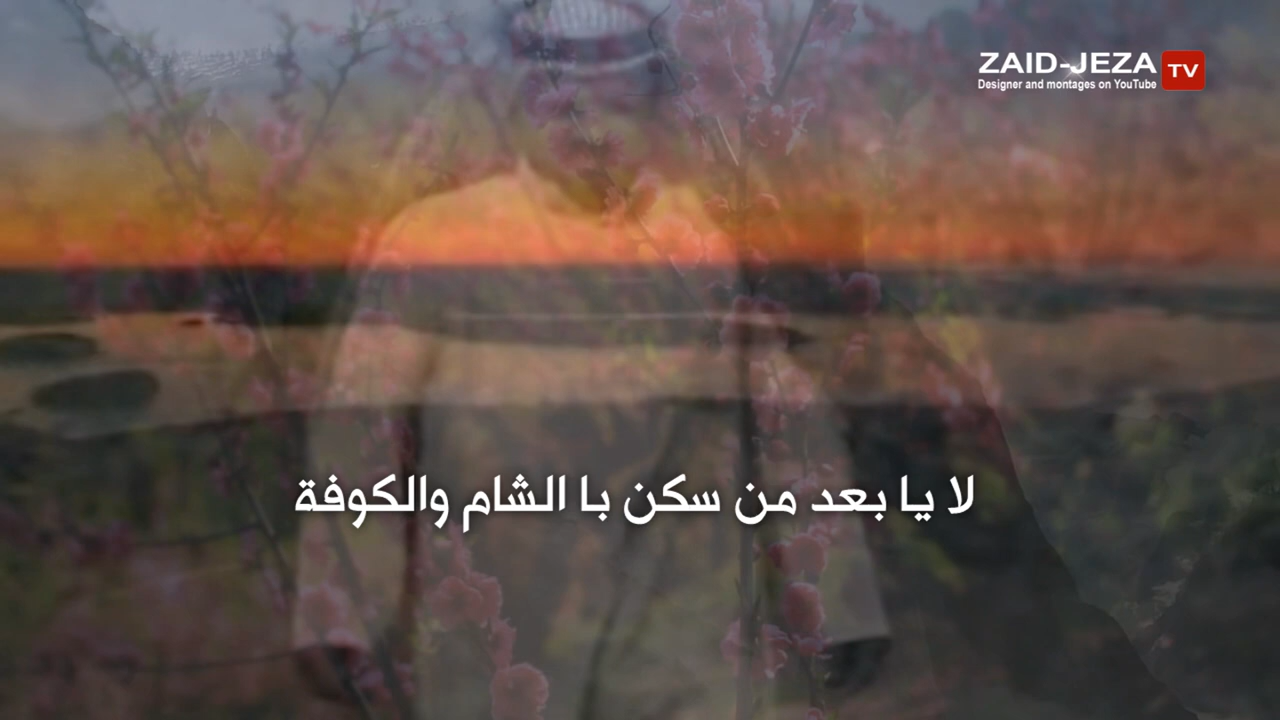 ZAID-JEZA TV
Designer and montages on YouTube
لا يا بعد من سكن با الشام والكوفة